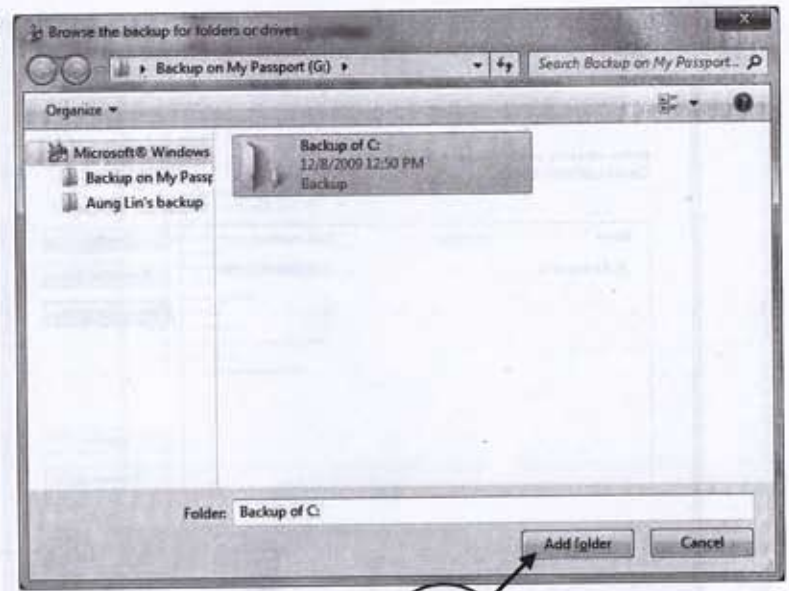 Browse the backup for folders or drives
Backup on My Passport (G:)
Search Backup on My Passport...
Organize
Microsoft® Windows
Backup on My Passp
Aung Lin's backup
Backup of C:
12/8/2009 12:50 PM
Backup
Folder:
Backup of C:
Add folder
Cancel